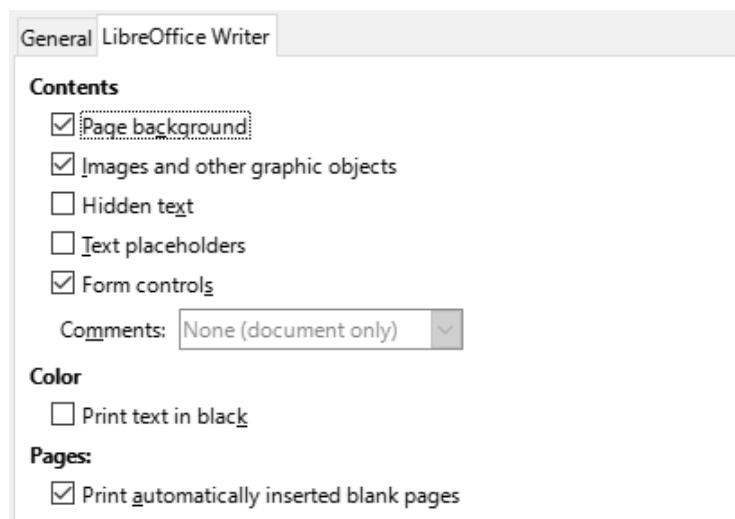 General LibreOffice Writer
Contents
Page background
Images and other graphic objects
Hidden text
Text placeholders
Form controls
Comments: None (document only)
Color
Print text in black
Pages:
Print automatically inserted blank pages